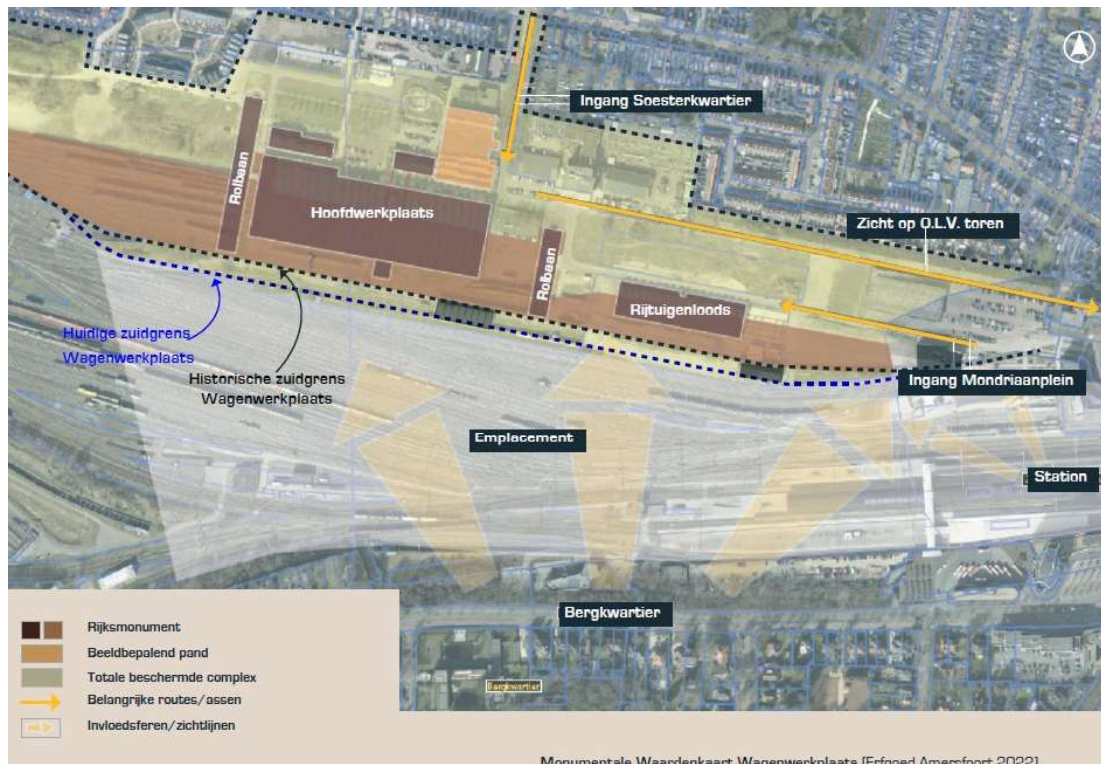 Ingang Soesterkwartier
Rolbaan
Hoofdwerkplaats
Zicht op O.L.V. toren
Rolbaan
Rijtuigenloods
Huidige zuidgrens
Wagenwerkplaats
Historische zuidgrens
Wagenwerkplaats
Ingang Mondriaanplein
Emplacement
Station
Bergkwartier
Bergkwartier
Rijksmonument
Beeldbepalend pand
Totale beschermde complex
Belangrijke routes/assen
Invloedsferen/zichtlijnen
Monumentale Waardenkaart Wagenwerkplaats (Erfgoed Amersfoort 2022)